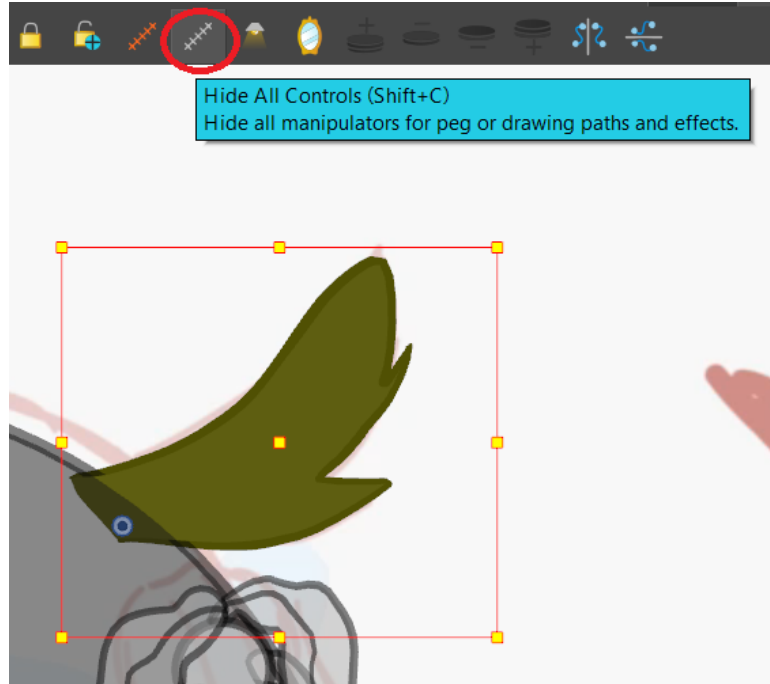 Hide All Controls (Shift+C)
Hide all manipulators for peg or drawing paths and effects.